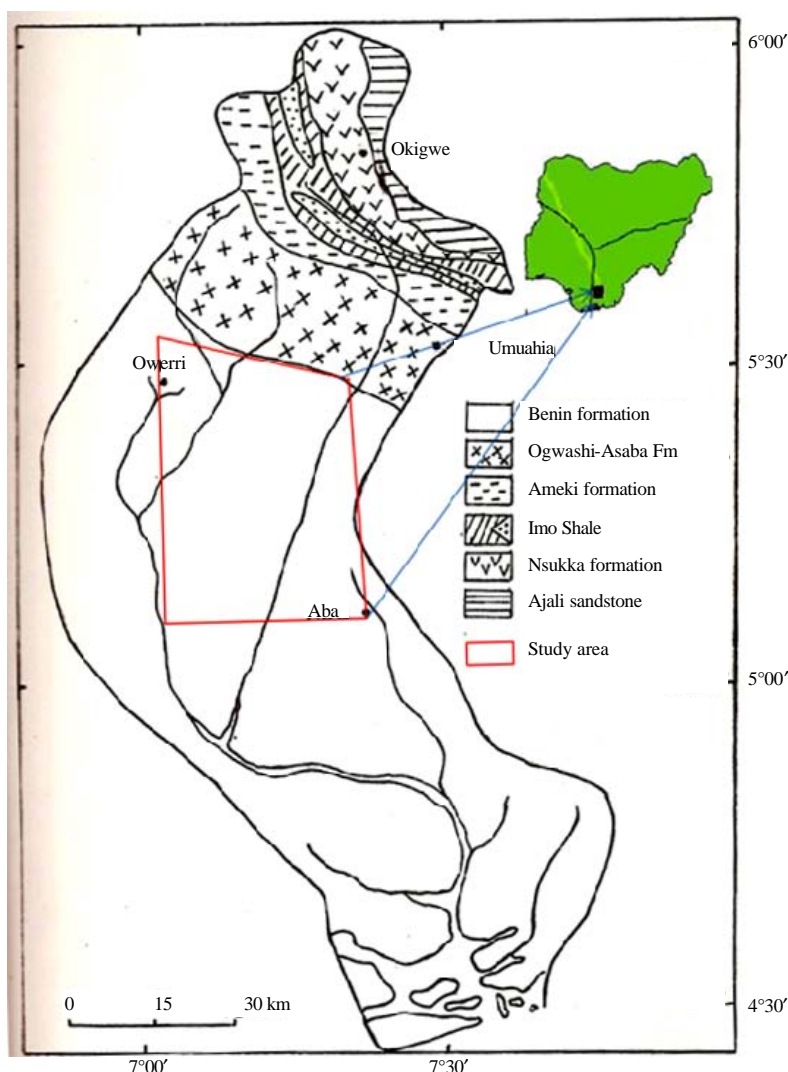 6°00′
Okigwe
Umuahia
5°30′
Owerri
Benin formation
Ogwashi-Asaba Fm
Ameki formation
Imo Shale
Nsukka formation
Ajali sandstone
Aba
Study area
5°00′
0 15 30 km
4°30′
7°00′ 7°30′